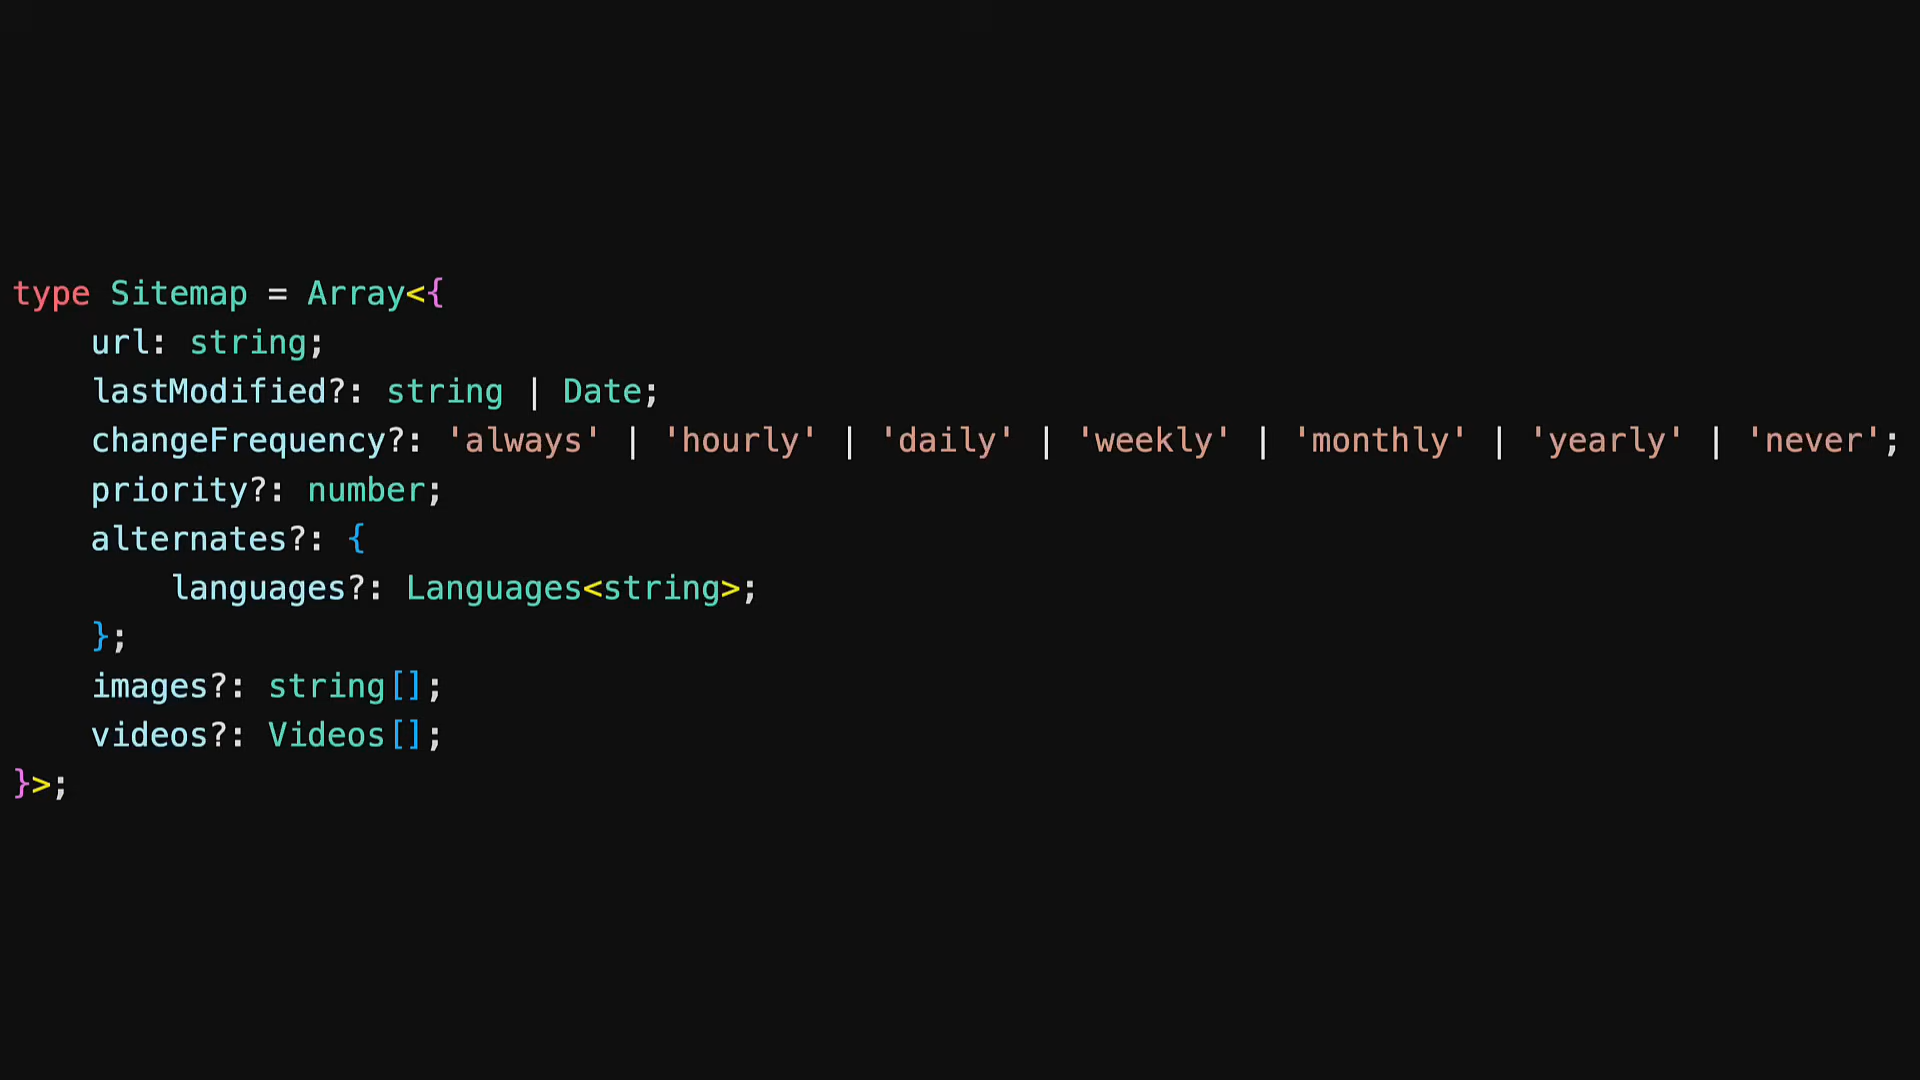 type Sitemap = Array<{
    url: string;
    lastModified?: string | Date;
    changeFrequency?: 'always' | 'hourly' | 'daily' | 'weekly' | 'monthly' | 'yearly' | 'never';
    priority?: number;
    alternates?: {
        languages?: Languages<string>;
    };
    images?: string[];
    videos?: Videos[];
}>;